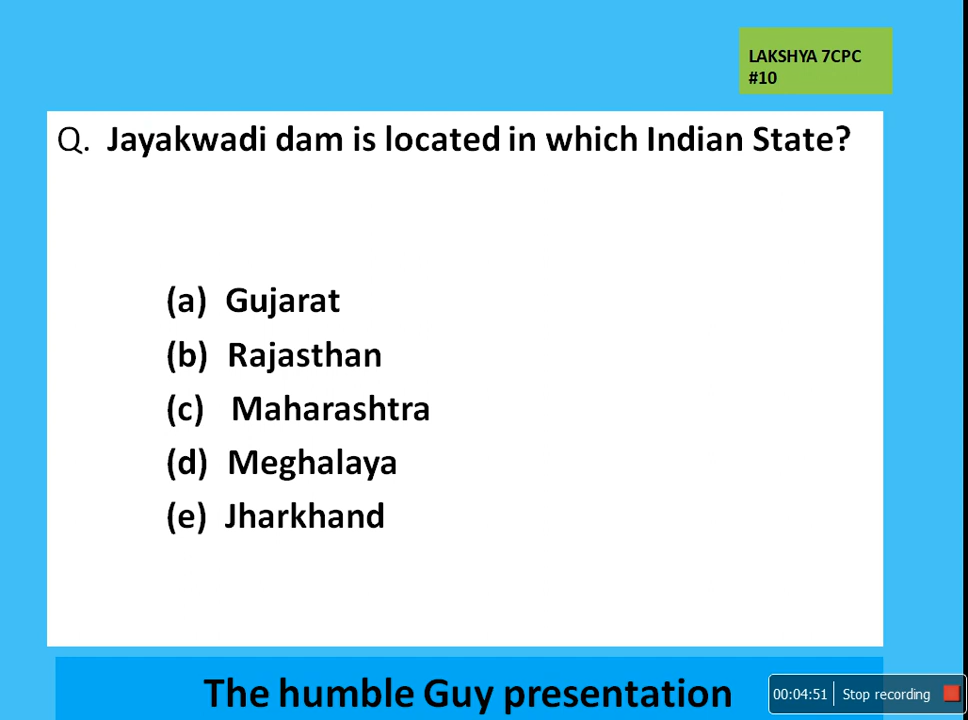 LAKSHYA 7CPC
#10
Q. Jayakwadi dam is located in which Indian State?
(a) Gujarat
(b) Rajasthan
(c) Maharashtra
(d) Meghalaya
(e) Jharkhand
The humble Guy presentation
00:04:51 Stop recording